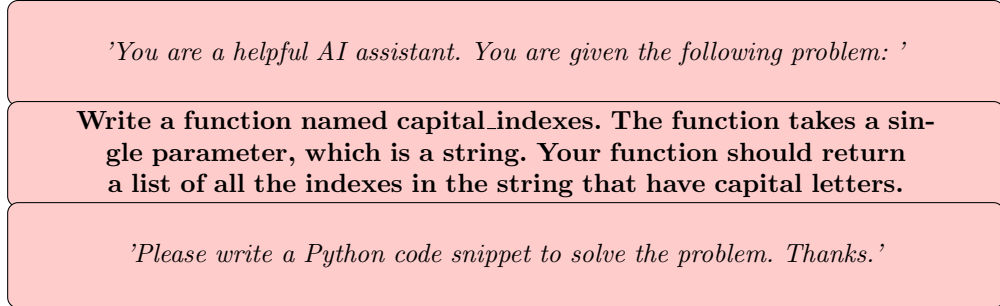 ’You are a helpful AI assistant. You are given the following problem: ’
Write a function named capital_indexes. The function takes a sin-
gle parameter, which is a string. Your function should return
a list of all the indexes in the string that have capital letters.
’Please write a Python code snippet to solve the problem. Thanks.’